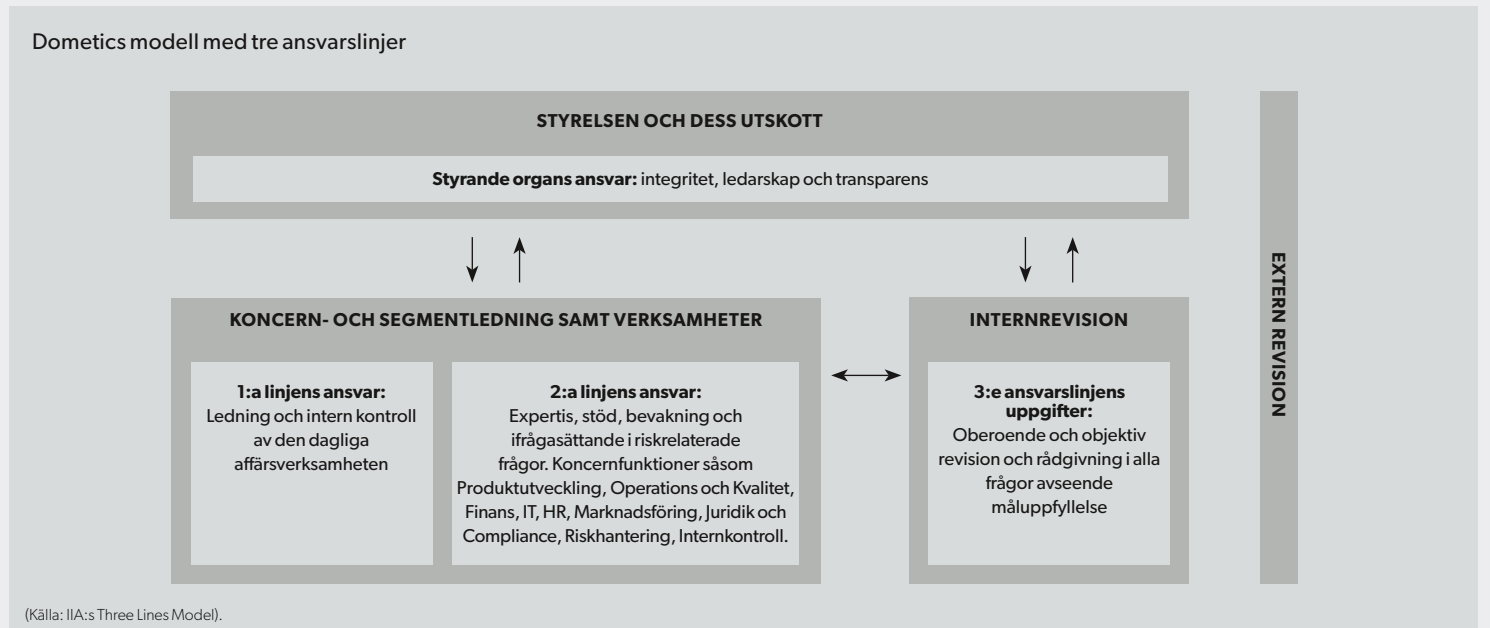 Dometics modell med tre ansvarslinjer
STYRELSEN OCH DESS UTSKOTT
Styrande organs ansvar: integritet, ledarskap och transparens
KONCERN- OCH SEGMENTLEDNING SAMT VERKSAMHETER
1:a linjens ansvar:
Ledning och intern kontroll
av den dagliga
affärsverksamheten
2:a linjens ansvar:
Expertis, stöd, bevakning och
ifrågasättande i riskrelaterade
frågor. Koncernfunktioner såsom
Produktutveckling, Operations och Kvalitet,
Finans, IT, HR, Marknadsföring, Juridik och
Compliance, Riskhantering, Internkontroll.
INTERNREVISION
3:e ansvarslinjens
uppgifter:
Oberoende och objektiv
revision och rådgivning i alla
frågor avseende
måluppfyllelse
EXTERN REVISION
(Källa: IIA:s Three Lines Model).